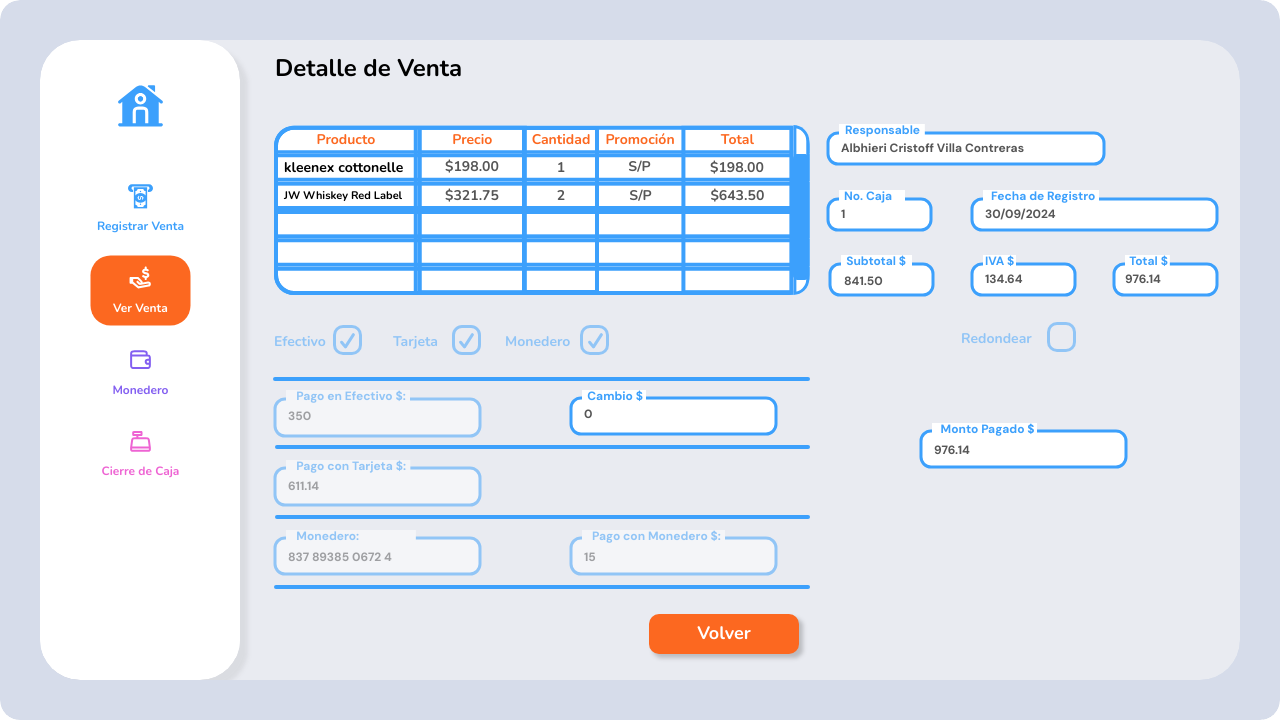 Detalle de Venta
Registrar Venta
Ver Venta
Monedero
Cierre de Caja
Producto Precio Cantidad Promoción Total
kleenex cottonelle $198.00 1 S/P $198.00
JW Whiskey Red Label $321.75 2 S/P $643.50
Responsable
Albhieri Cristoff Villa Contreras
No. Caja Fecha de Registro
1 30/09/2024
Subtotal $ IVA $ Total $
841.50 134.64 976.14
Efectivo Tarjeta Monedero Redondear
Pago en Efectivo $: Cambio $
350 0
Monto Pagado $
976.14
Pago con Tarjeta $:
611.14
Monedero: Pago con Monedero $:
837 89385 0672 4 15
Volver